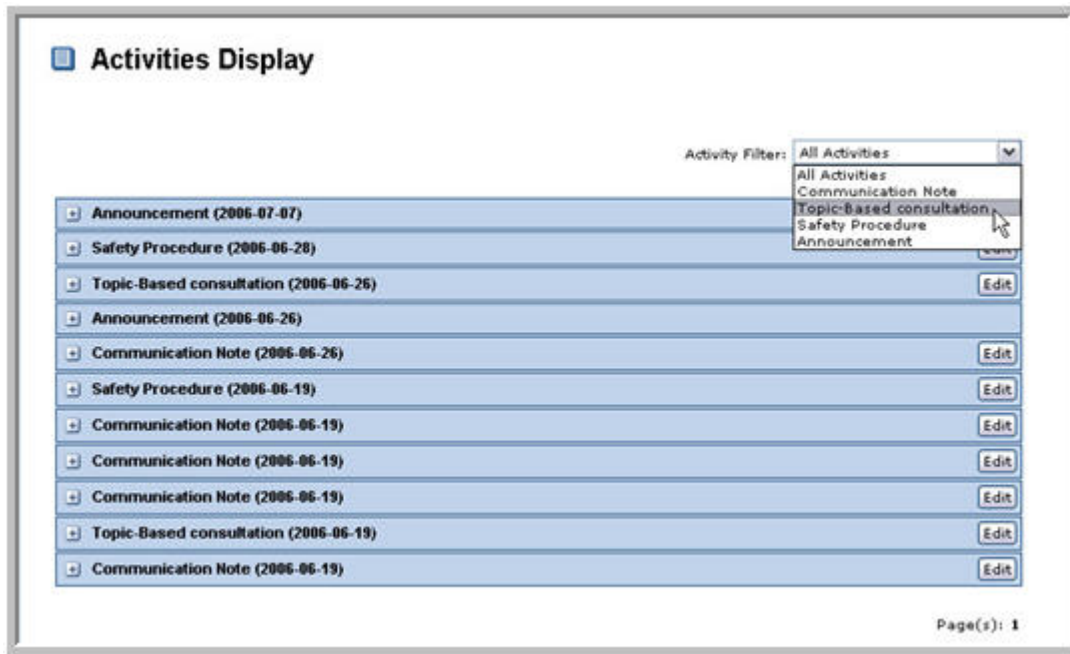 Activities Display
Activity Filter: All Activities
All Activities
Communication Note
Topic-Based consultation
Safety Procedure
Announcement
Announcement (2006-07-07)
Safety Procedure (2006-06-28)
Edit
Topic-Based consultation (2006-06-26) Edit
Announcement (2006-06-26)
Communication Note (2006-06-26) Edit
Safety Procedure (2006-06-19) Edit
Communication Note (2006-06-19) Edit
Communication Note (2006-06-19) Edit
Communication Note (2006-06-19) Edit
Topic-Based consultation (2006-06-19) Edit
Communication Note (2006-06-19) Edit
Page(s): 1